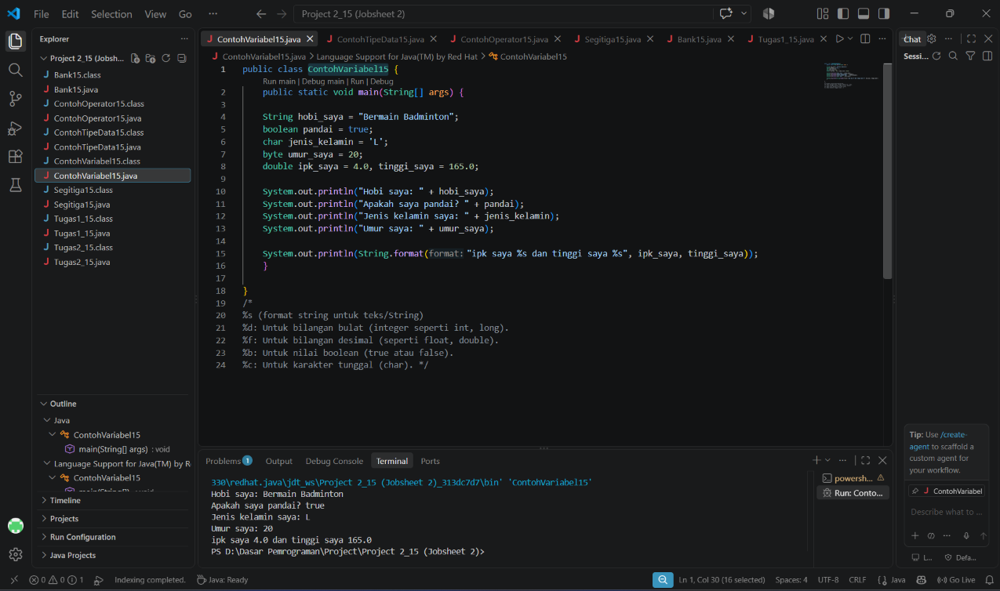 File Edit Selection View Go ··· Project 2_15 (Jobsheet 2)
Explorer
Project 2_15 (Jobsh...
Bank15.class
Bank15.java
ContohOperator15.class
ContohOperator15.java
ContohTipeData15.class
ContohTipeData15.java
ContohVariabel15.class
ContohVariabel15.java
Segitiga15.class
Segitiga15.java
Tugas1_15.class
Tugas1_15.java
Tugas2_15.class
Tugas2_15.java
Outline
Java
ContohVariabel15
main(String[] args) : void
Language Support for Java(TM) by R
ContohVariabel15
Timeline
Projects
Run Configuration
Java Projects
ContohVariabel15.java ContohTipeData15.java ContohOperator15.java Segitiga15.java Bank15.java Tugas1_15.java
ContohVariabel15.java > Language Support for Java(TM) by Red Hat > ContohVariabel15
1 public class ContohVariabel15 {
Run main | Debug main | Run | Debug
2 public static void main(String[] args) {
3
4 String hobi_saya = "Bermain Badminton";
5 boolean pandai = true;
6 char jenis_kelamin = 'L';
7 byte umur_saya = 20;
8 double ipk_saya = 4.0, tinggi_saya = 165.0;
9
10 System.out.println("Hobi saya: " + hobi_saya);
11 System.out.println("Apakah saya pandai? " + pandai);
12 System.out.println("Jenis kelamin saya: " + jenis_kelamin);
13 System.out.println("Umur saya: " + umur_saya);
14
15 System.out.println(String.format(format: "ipk saya %s dan tinggi saya %s", ipk_saya, tinggi_saya));
16 }
17
18 }
19 /*
20 %s (format string untuk teks/String)
21 %d: Untuk bilangan bulat (integer seperti int, long).
22 %f: Untuk bilangan desimal (seperti float, double).
23 %b: Untuk nilai boolean (true atau false).
24 %c: Untuk karakter tunggal (char). */
Problems 1 Output Debug Console Terminal Ports
330\redhat.java\jdt_ws\Project 2_15 (Jobsheet 2)_313dc7d7\bin' 'ContohVariabel15'
Hobi saya: Bermain Badminton
Apakah saya pandai? true
Jenis kelamin saya: L
Umur saya: 20
ipk saya 4.0 dan tinggi saya 165.0
PS D:\Dasar Pemrograman\Project\Project 2_15 (Jobsheet 2)>
powersh...
Run: Conto...
Chat
Sessi...
Tip: Use /create-
agent to scaffold a
custom agent for
your workflow.
ContohVariabel
Describe what to ...
L... Defa...
0 0 1 Indexing completed. Java: Ready Ln 1, Col 30 (16 selected) Spaces: 4 UTF-8 CRLF {} Java Go Live